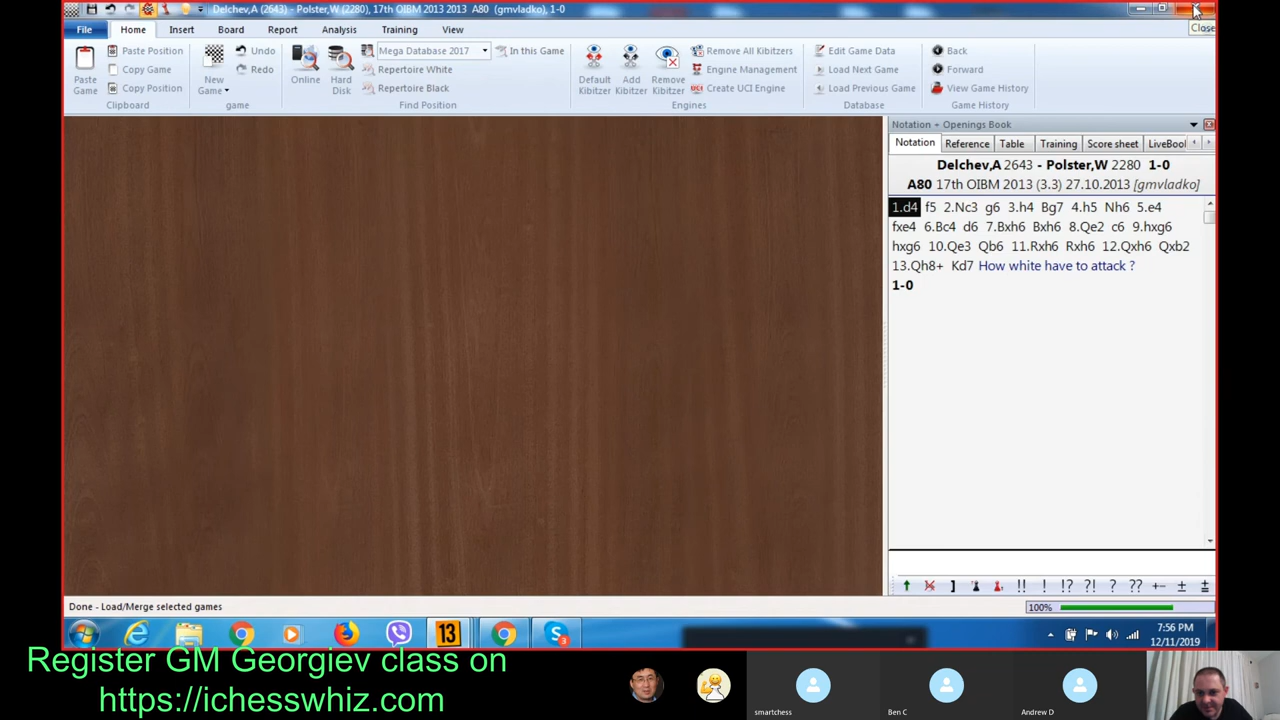 Delchev,A (2643) - Polster,W (2280), 17th OIBM 2013 2013 A80 (gmvladko), 1-0
Close
File Home Insert Board Report Analysis Training View
Paste Game
Paste Position
Copy Game
Copy Position
Clipboard
New Game
Undo
Redo
game
Online
Hard Disk
Mega Database 2017
In this Game
Repertoire White
Repertoire Black
Find Position
Default Kibitzer
Add Kibitzer
Remove Kibitzer
Remove All Kibitzers
Engine Management
Create UCI Engine
Engines
Edit Game Data
Load Next Game
Load Previous Game
Database
Back
Forward
View Game History
Game History
Notation + Openings Book
Notation Reference Table Training Score sheet LiveBool
Delchev,A 2643 - Polster,W 2280 1-0
A80 17th OIBM 2013 (3.3) 27.10.2013 [gmvladko]
1.d4 f5 2.Nc3 g6 3.h4 Bg7 4.h5 Nh6 5.e4
fxe4 6.Bc4 d6 7.Bxh6 Bxh6 8.Qe2 c6 9.hxg6
hxg6 10.Qe3 Qb6 11.Rxh6 Rxh6 12.Qxh6 Qxb2
13.Qh8+ Kd7 How white have to attack ?
1-0
] !! ! !? ?! ? ?? +− ± ⩲
Done - Load/Merge selected games
100%
13
3
7:56 PM
12/11/2019
Register GM Georgiev class on
https://ichesswhiz.com
smartchess
Ben C
Andrew D